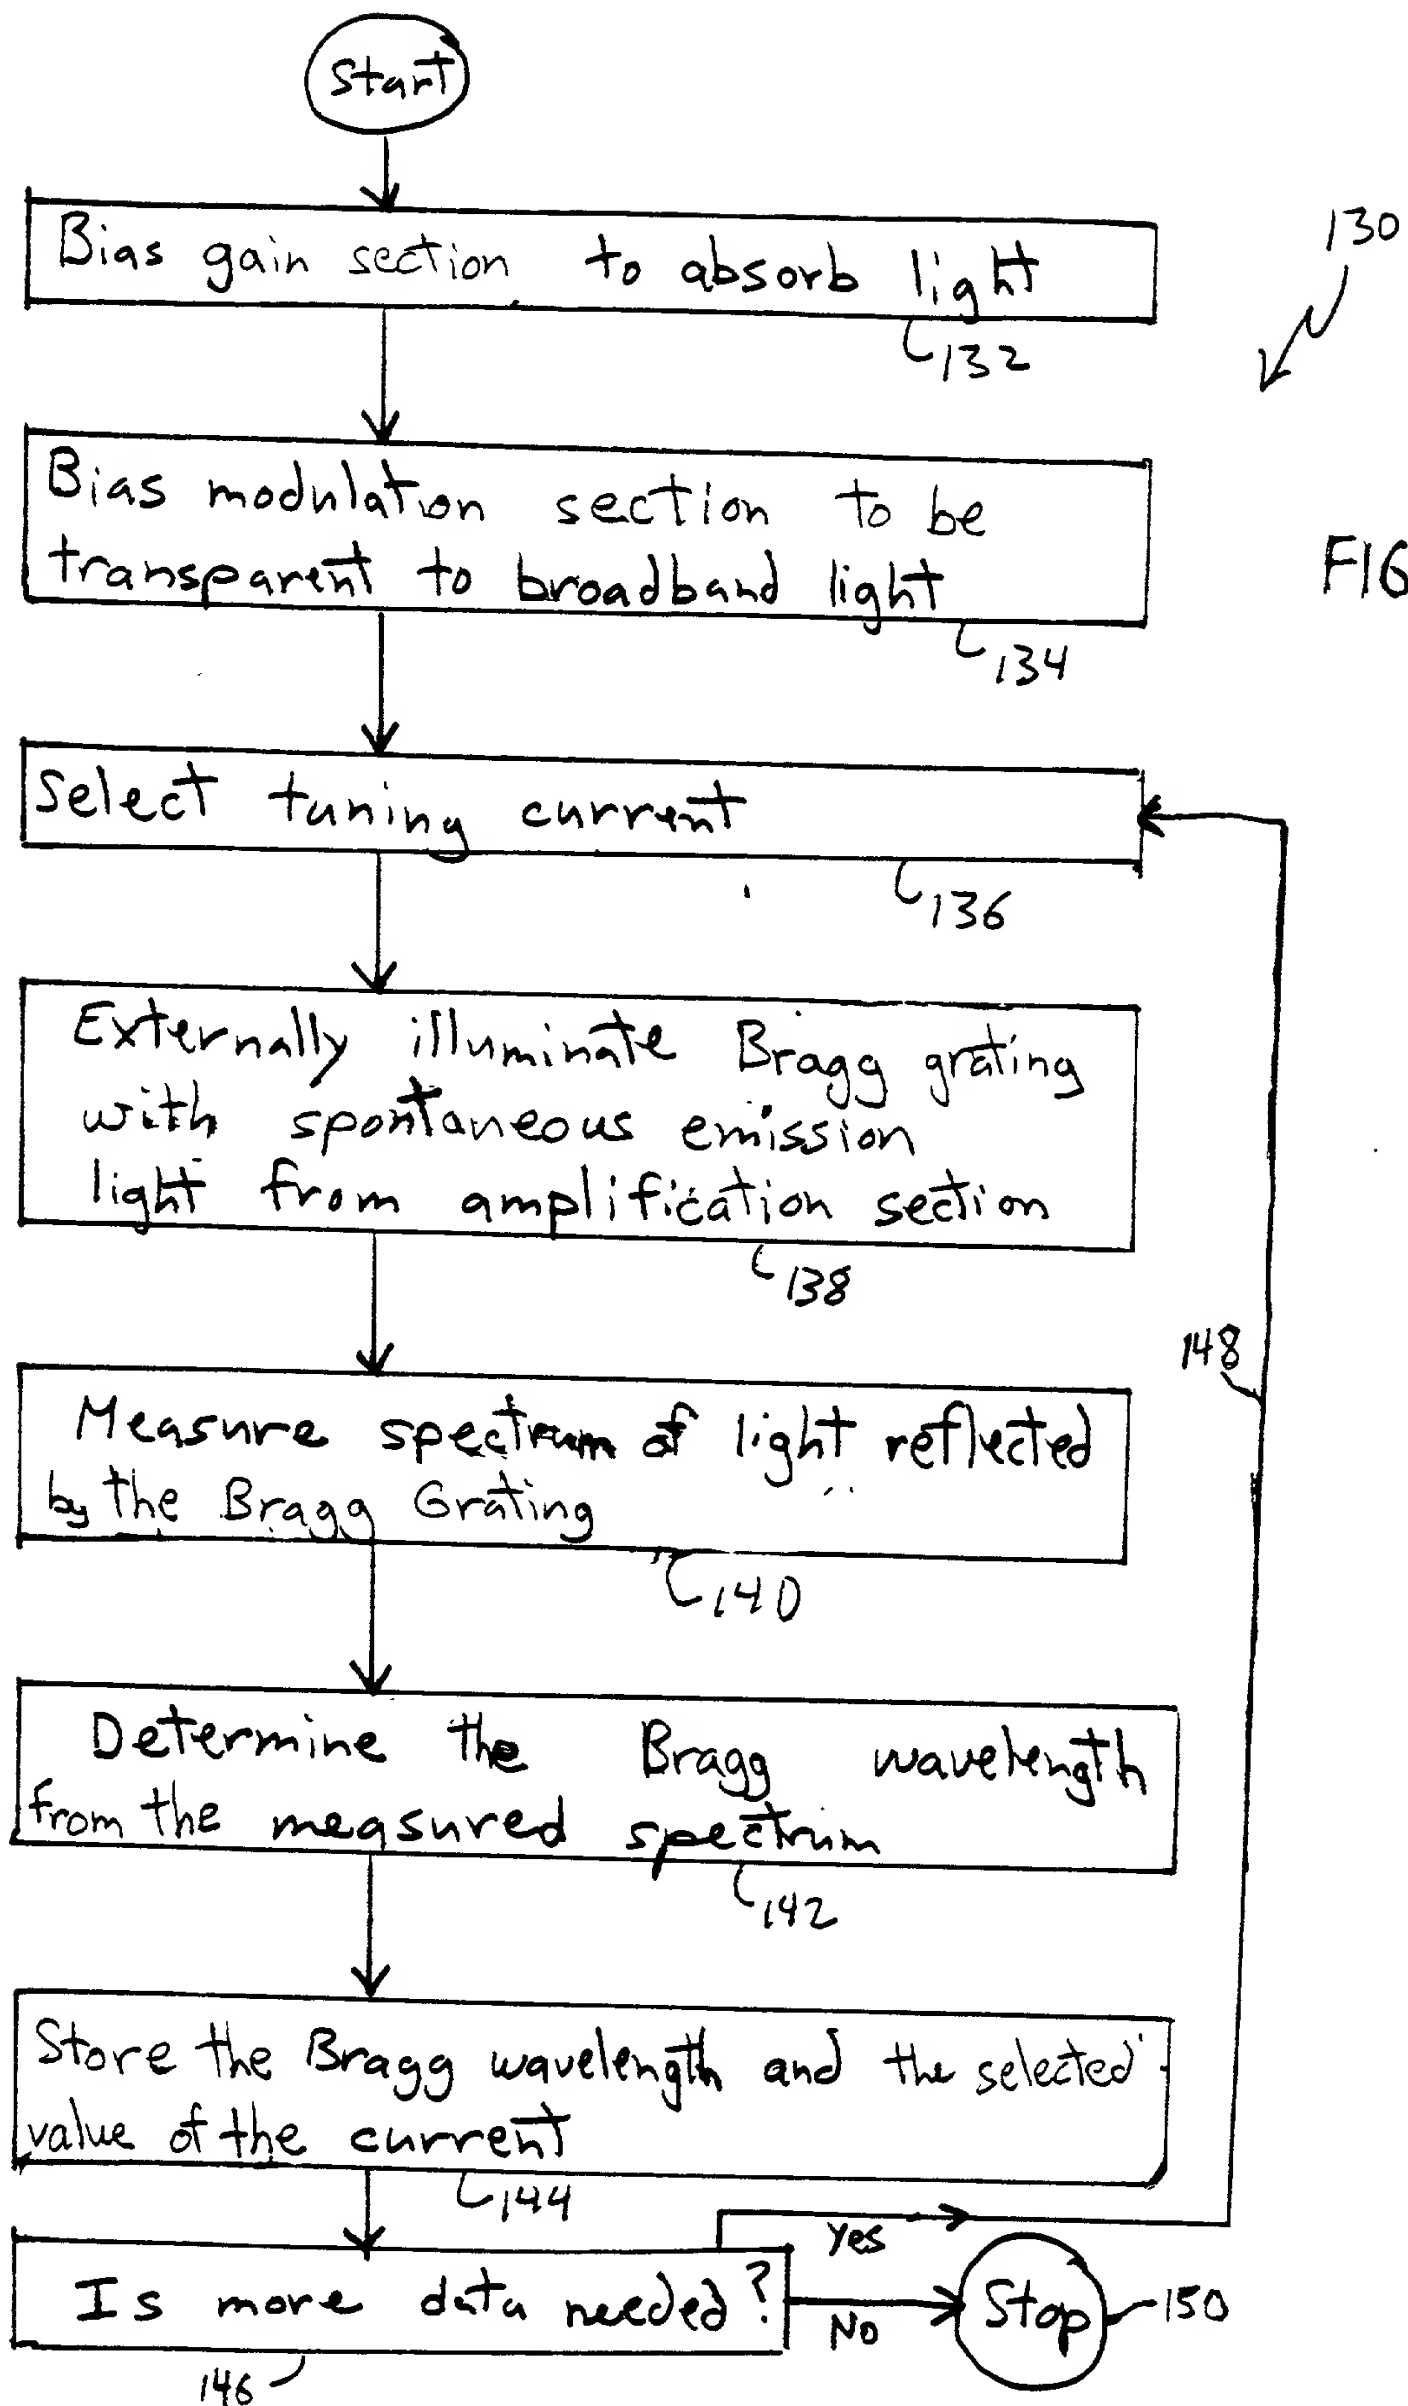 Start
Bias gain section to absorb light
132
130
Bias modulation section to be
transparent to broadband light
134
FIG
Select tuning current
136
Externally illuminate Bragg grating
with spontaneous emission
light from amplification section
138
148
Measure spectrum of light reflected
by the Bragg Grating
140
Determine the Bragg wavelength
from the measured spectrum
142
Store the Bragg wavelength and the selected
value of the current
144
Yes
Is more data needed?
No
Stop
150
146